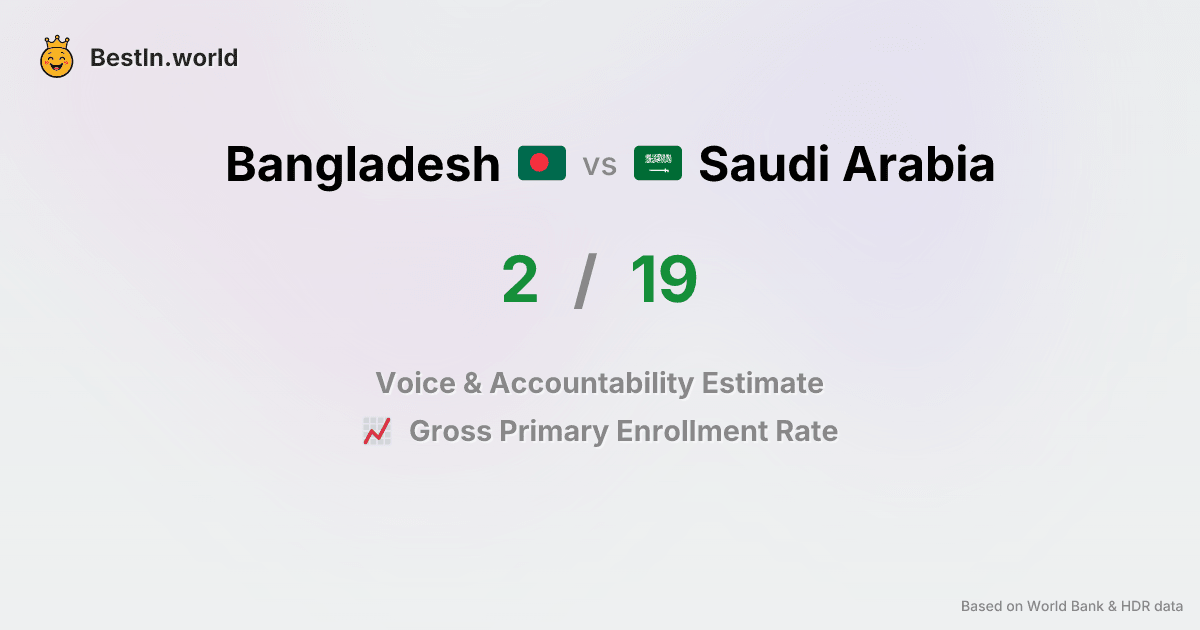 BestIn.world
Bangladesh vs Saudi Arabia
2 / 19
Voice & Accountability Estimate
Gross Primary Enrollment Rate
Based on World Bank & HDR data